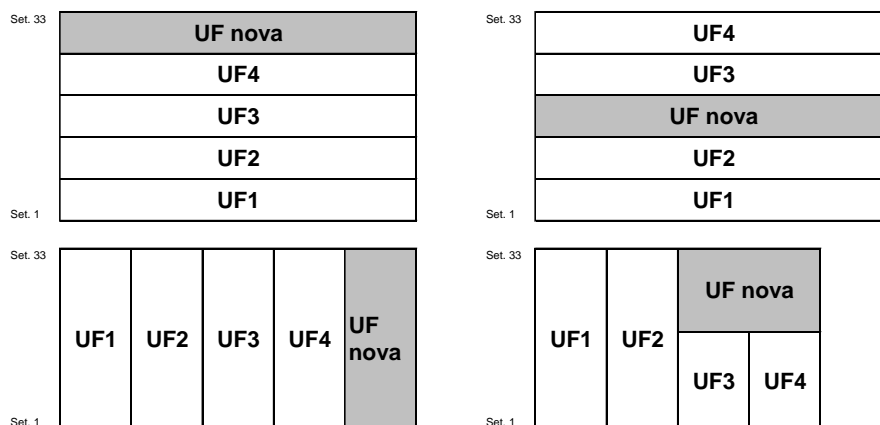 Set. 33
UF nova
UF4
UF3
UF2
UF1
Set. 1
Set. 33
UF4
UF3
UF nova
UF2
UF1
Set. 1
Set. 33
UF1 UF2 UF3 UF4 UF
nova
Set. 1
Set. 33
UF nova
UF1 UF2
UF3 UF4
Set. 1